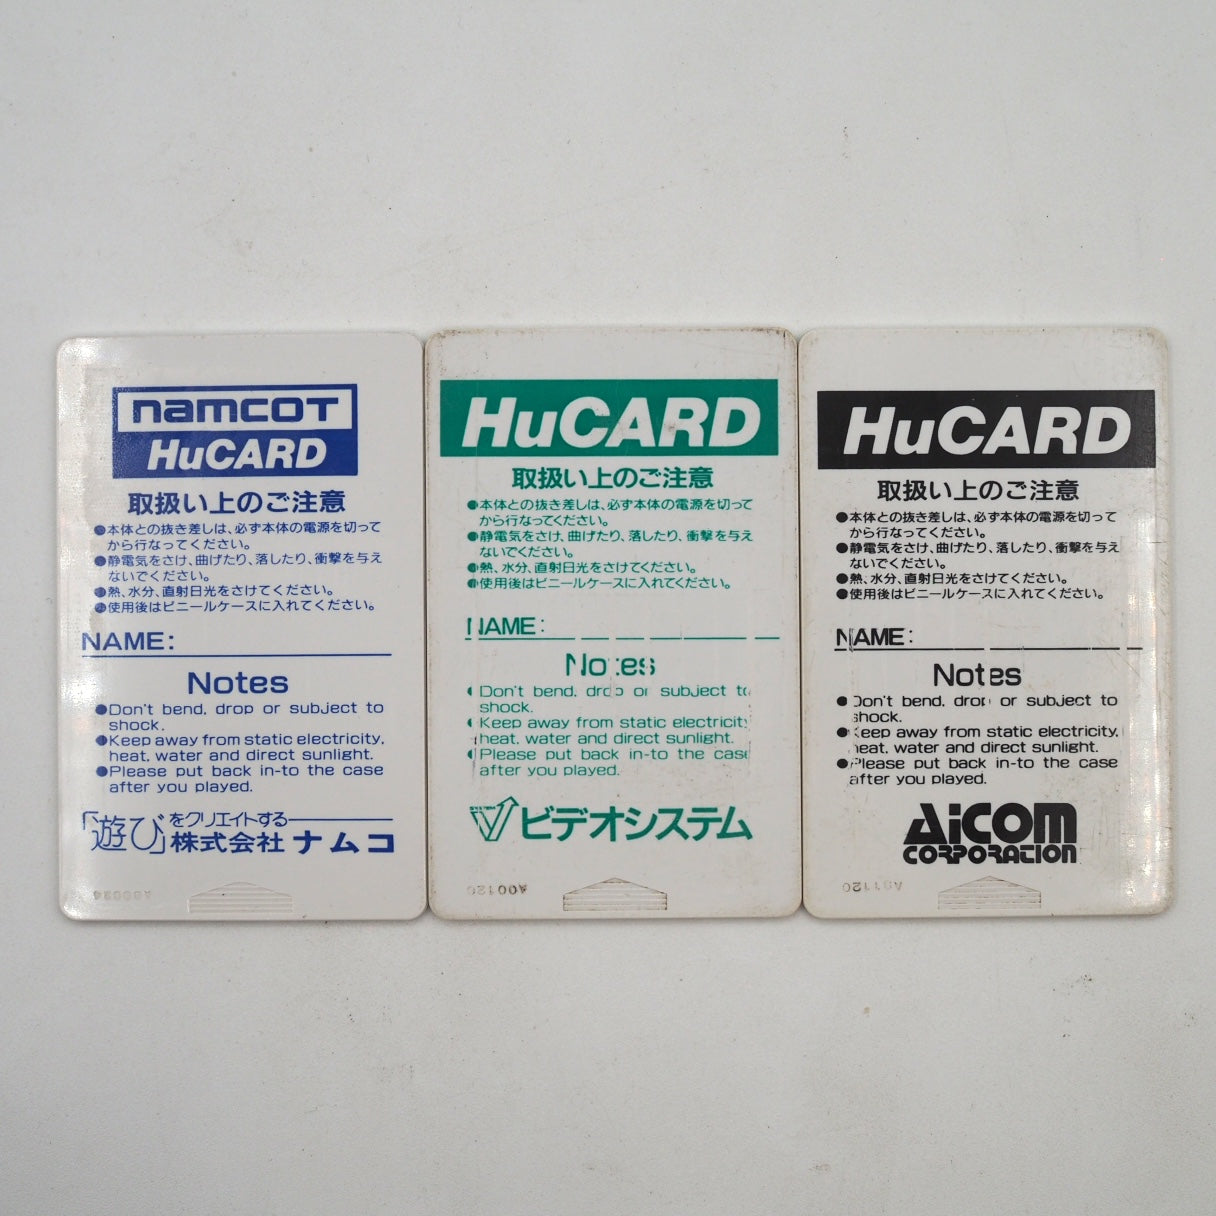 namcot
HuCARD
取扱い上のご注意
●本体との抜き差しは、必ず本体の電源を切って
から行なってください。
●静電気をさけ、曲げたり、落したり、衝撃を与え
ないでください。
●熱、水分、直射日光をさけてください。
●使用後はビニールケースに入れてください。
NAME:
Notes
●Don't bend, drop or subject to
shock.
●Keep away from static electricity,
heat, water and direct sunlight.
●Please put back in-to the case
after you played.
「遊び」をクリエイトする
株式会社ナムコ
HuCARD
取扱い上のご注意
●本体との抜き差しは、必ず本体の電源を切って
から行なってください。
●静電気をさけ、曲げたり、落したり、衝撃を与え
ないでください。
●熱、水分、直射日光をさけてください。
●使用後はビニールケースに入れてください。
NAME:
Notes
Don't bend, drop or subject to
shock.
Keep away from static electricity
heat, water and direct sunlight.
Please put back in-to the case
after you played.
SYSTEM
V ビデオシステム
A00120
HuCARD
取扱い上のご注意
●本体との抜き差しは、必ず本体の電源を切って
から行なってください。
●静電気をさけ、曲げたり、落したり、衝撃を与え
ないでください。
●熱、水分、直射日光をさけてください。
●使用後はビニールケースに入れてください。
NAME:
Notes
●Don't bend, drop or subject to
shock.
●Keep away from static electricity,
heat, water and direct sunlight.
●Please put back in-to the case
after you played.
AiCOM
CORPORATION